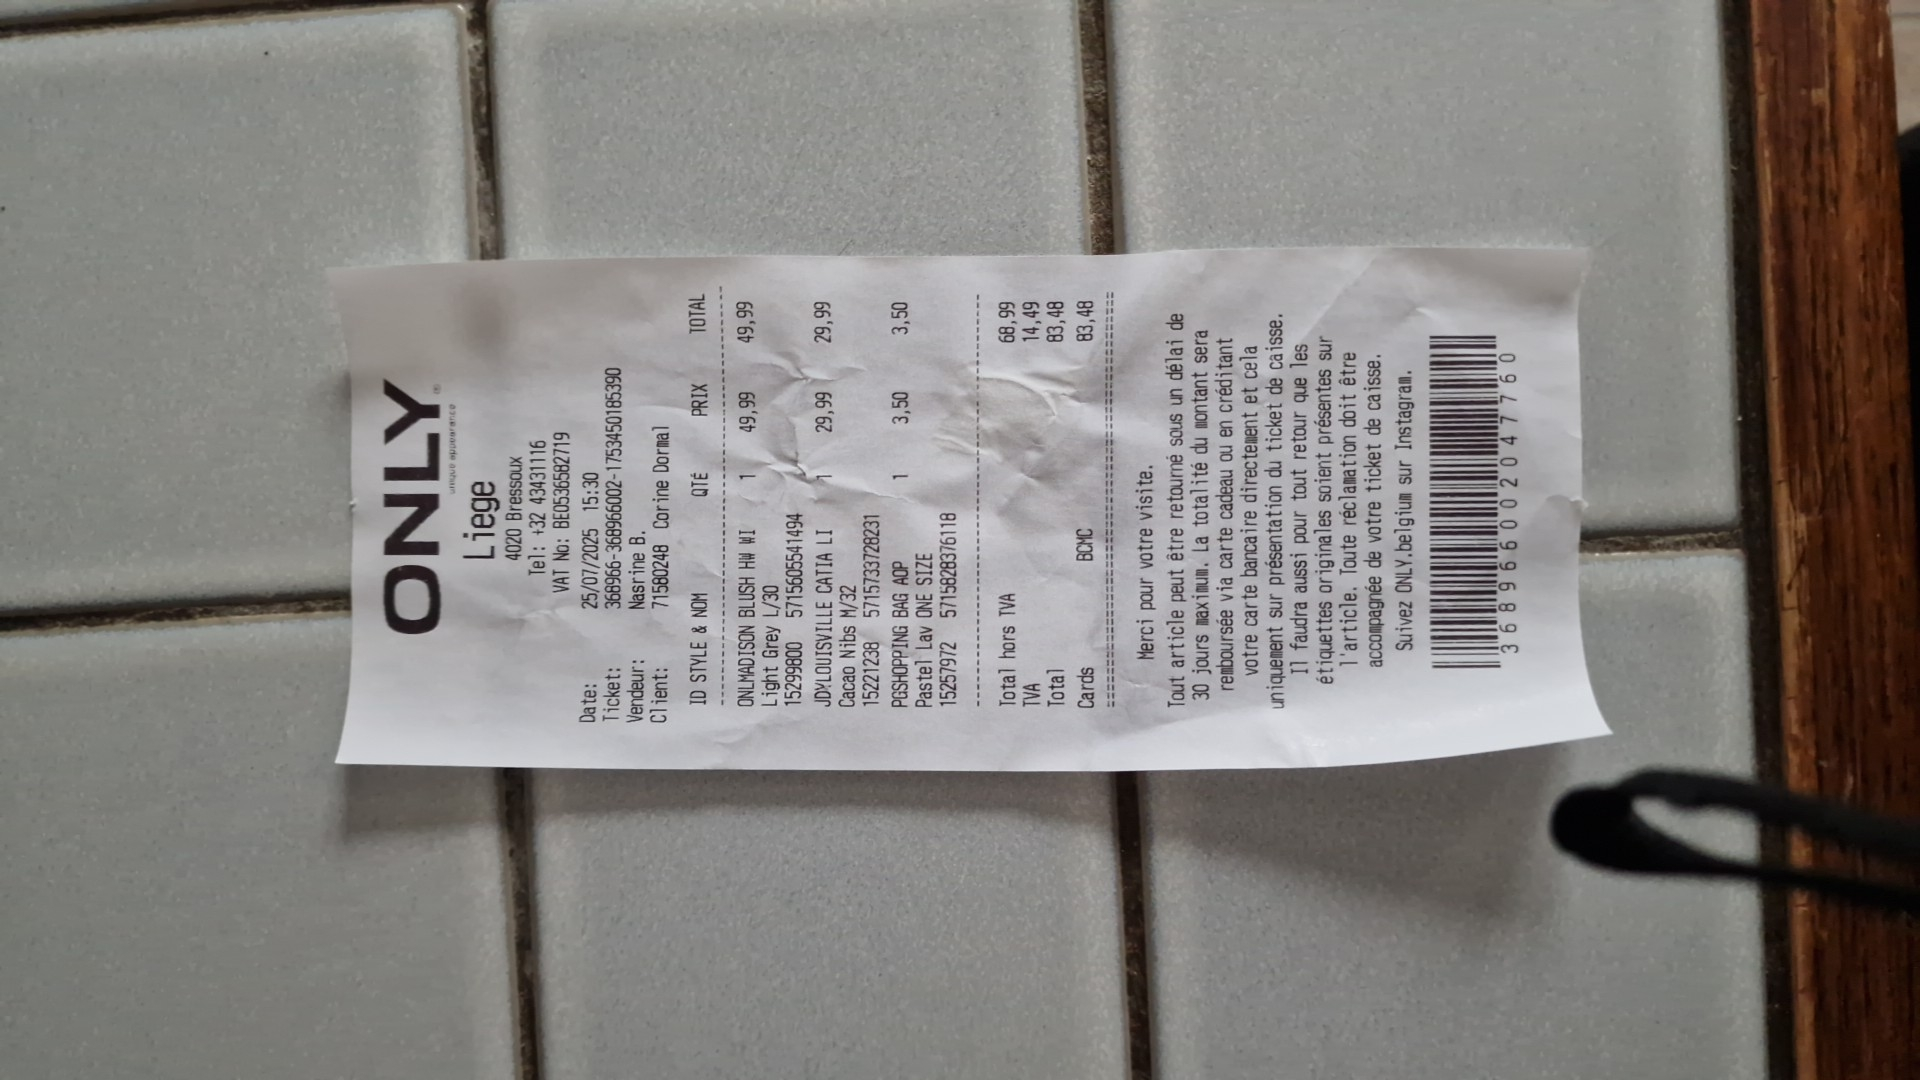 ONLY
unique appearance
Liege
4020 Bressoux
Tel: +32 43431116
VAT No: BE0536582719
Date: 25/07/2025 15:30
Ticket: 368966-368966002-1753450185390
Vendeur: Nasrine B.
Client: 71580248 Corine Dormal
ID STYLE & NOM QTÉ PRIX TOTAL
ONLMADISON BLUSH HW WI 1 49,99 49,99
Light Grey L/30
15299800 5715605541494
JDYLOUISVILLE CATIA LI 1 29,99 29,99
Cacao Nibs M/32
15221238 5715733728231
PGSHOPPING BAG AOP 1 3,50 3,50
Pastel Lav ONE SIZE
15257972 5715828376118
Total hors TVA 68,99
TVA 14,49
Total 83,48
Cards BCMC 83,48
Merci pour votre visite.
Tout article peut être retourné sous un délai de
30 jours maximum. La totalité du montant sera
remboursée via carte cadeau ou en créditant
votre carte bancaire directement et cela
uniquement sur présentation du ticket de caisse.
Il faudra aussi pour tout retour que les
étiquettes originales soient présentes sur
l'article. Toute réclamation doit être
accompagnée de votre ticket de caisse.
Suivez ONLY.belgium sur Instagram.
368966002047760